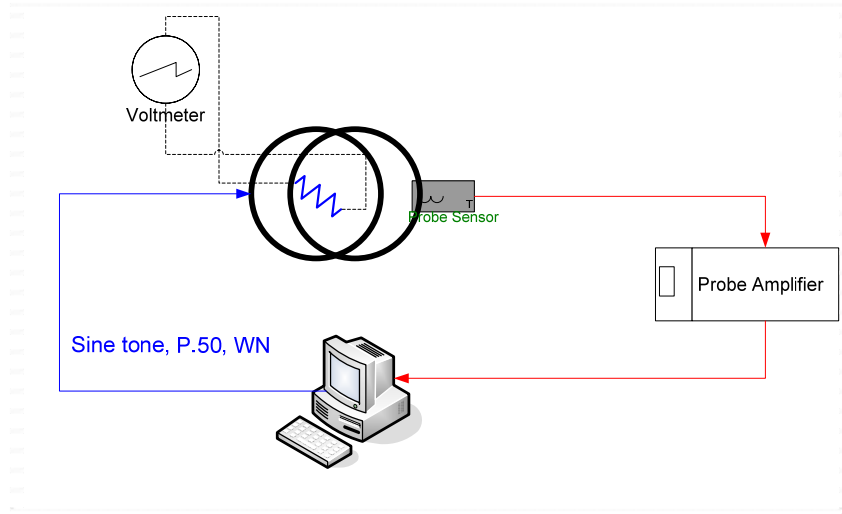 Voltmeter
T
Probe Sensor
Probe Amplifier
Sine tone, P.50, WN